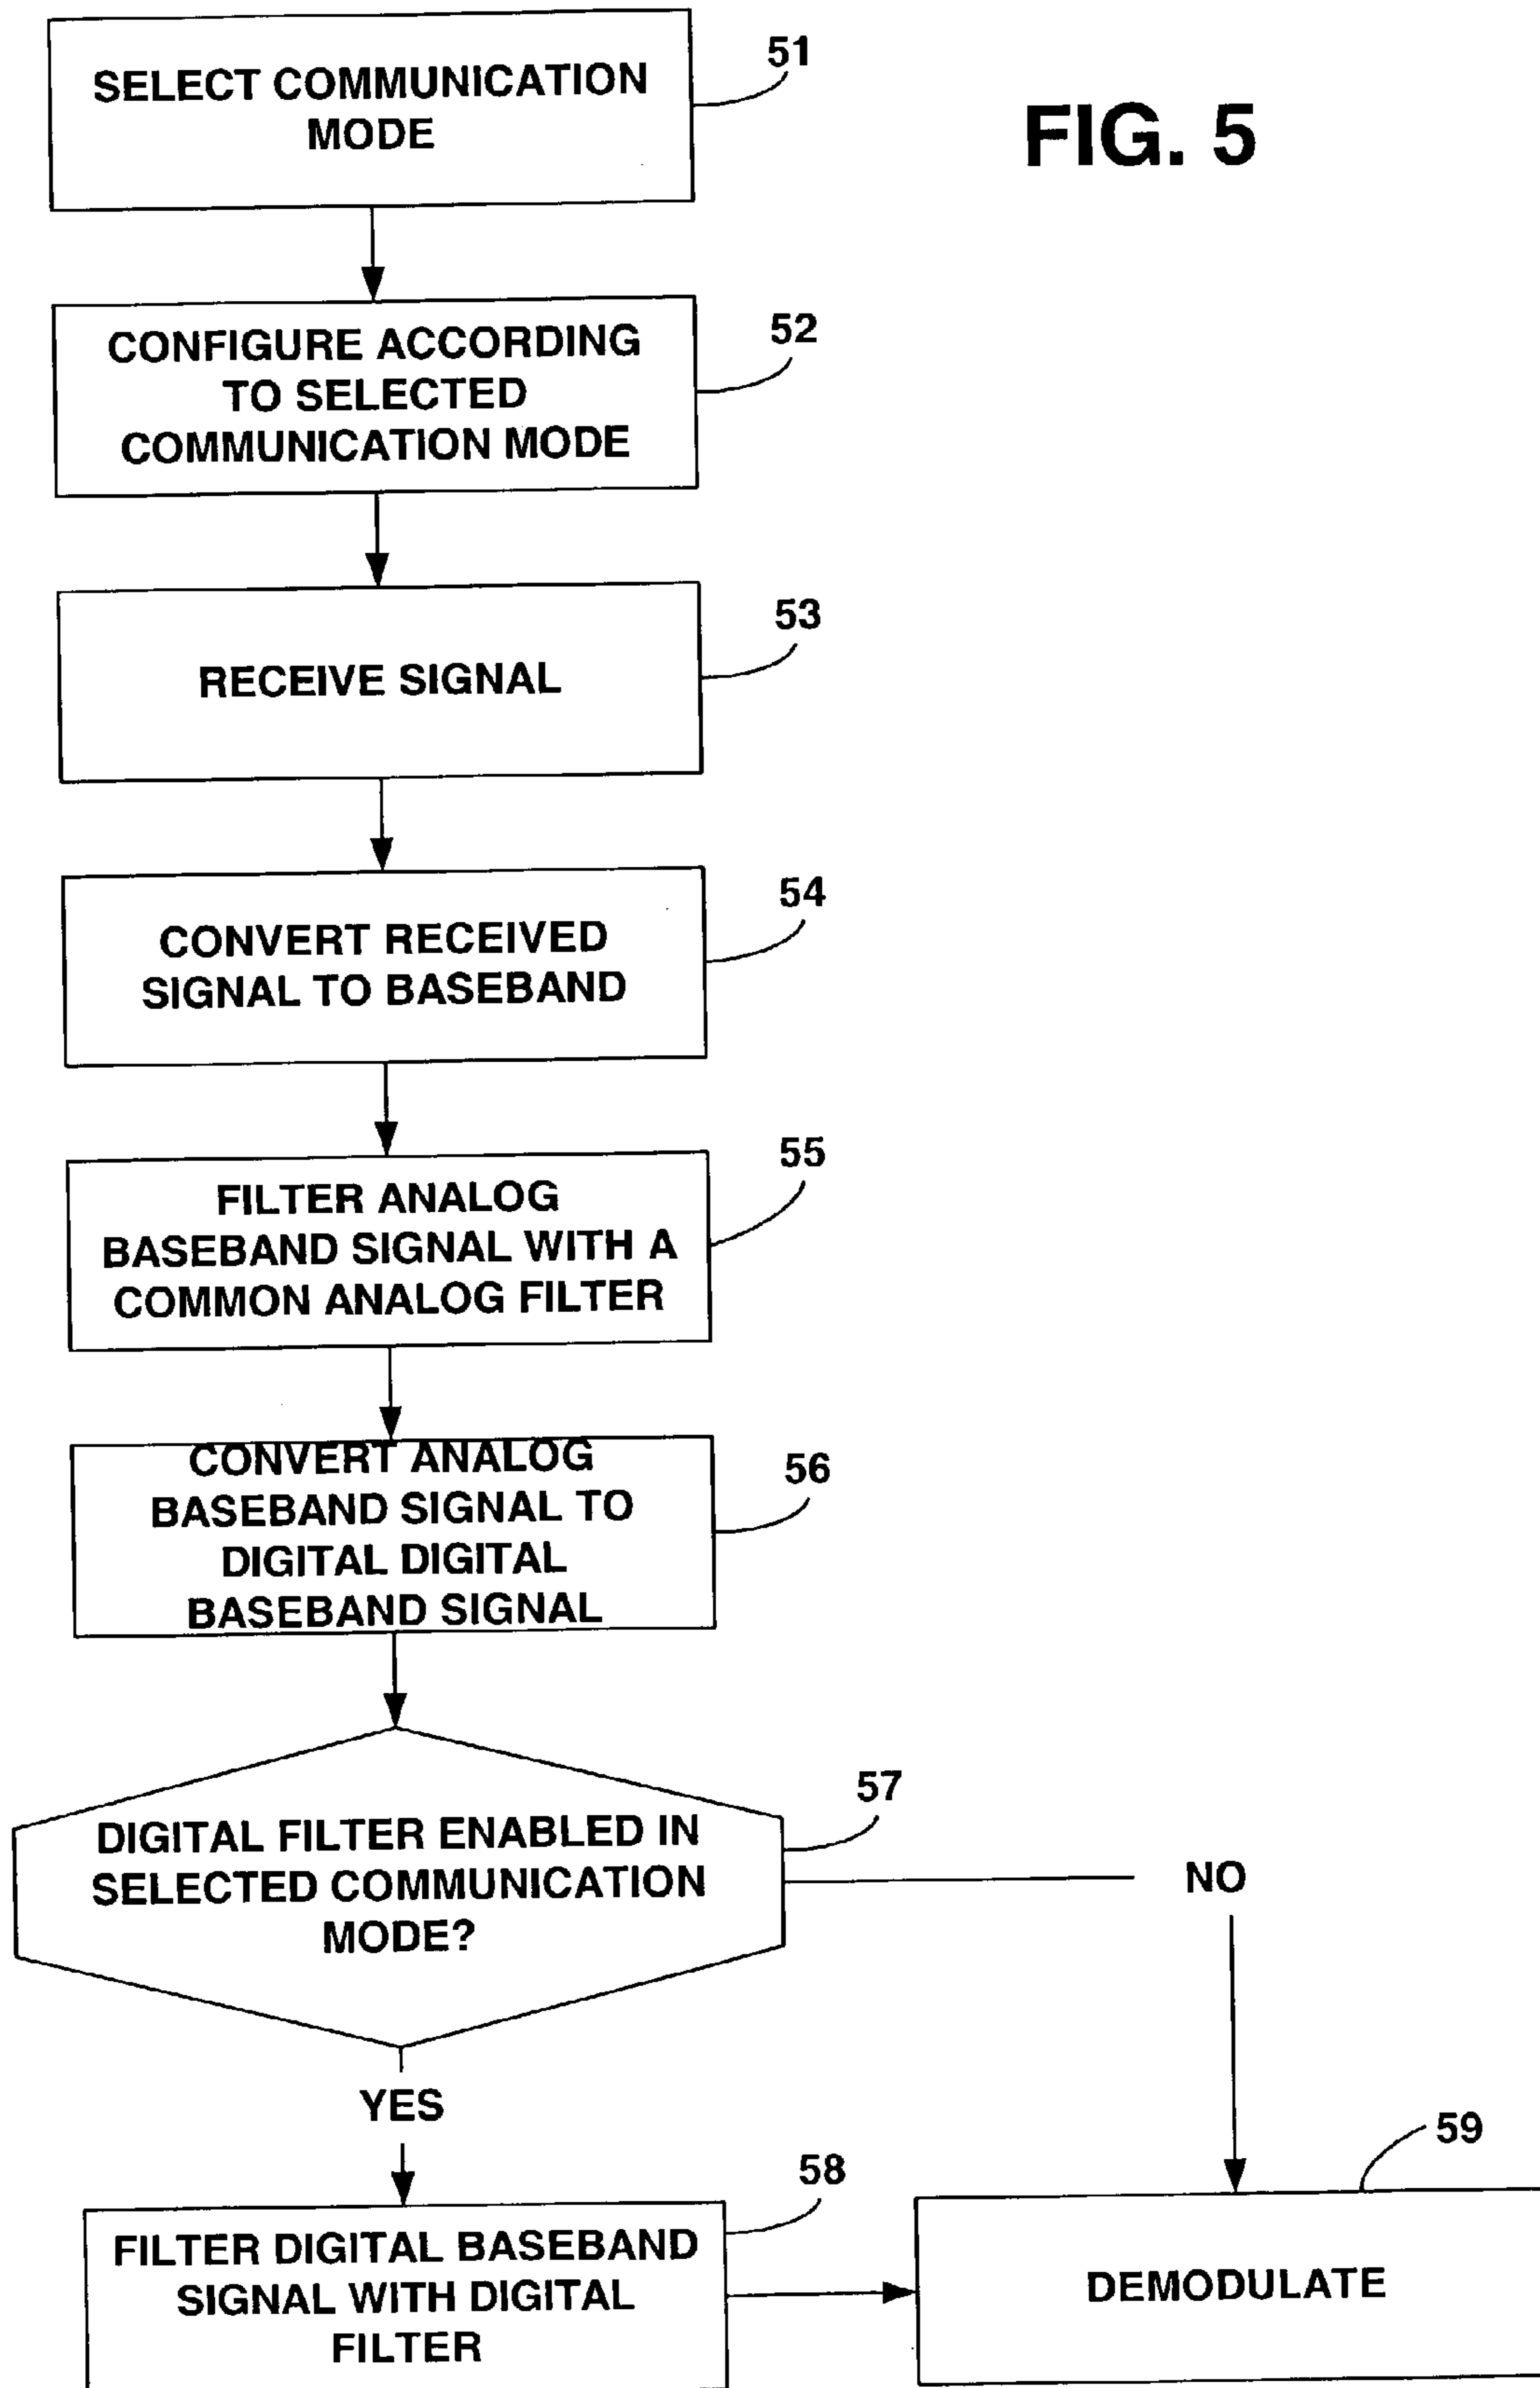 51
SELECT COMMUNICATION
MODE
FIG. 5
52
CONFIGURE ACCORDING
TO SELECTED
COMMUNICATION MODE
53
RECEIVE SIGNAL
54
CONVERT RECEIVED
SIGNAL TO BASEBAND
55
FILTER ANALOG
BASEBAND SIGNAL WITH A
COMMON ANALOG FILTER
56
CONVERT ANALOG
BASEBAND SIGNAL TO
DIGITAL DIGITAL
BASEBAND SIGNAL
57
DIGITAL FILTER ENABLED IN
SELECTED COMMUNICATION
MODE?
NO
YES
58
FILTER DIGITAL BASEBAND
SIGNAL WITH DIGITAL
FILTER
59
DEMODULATE